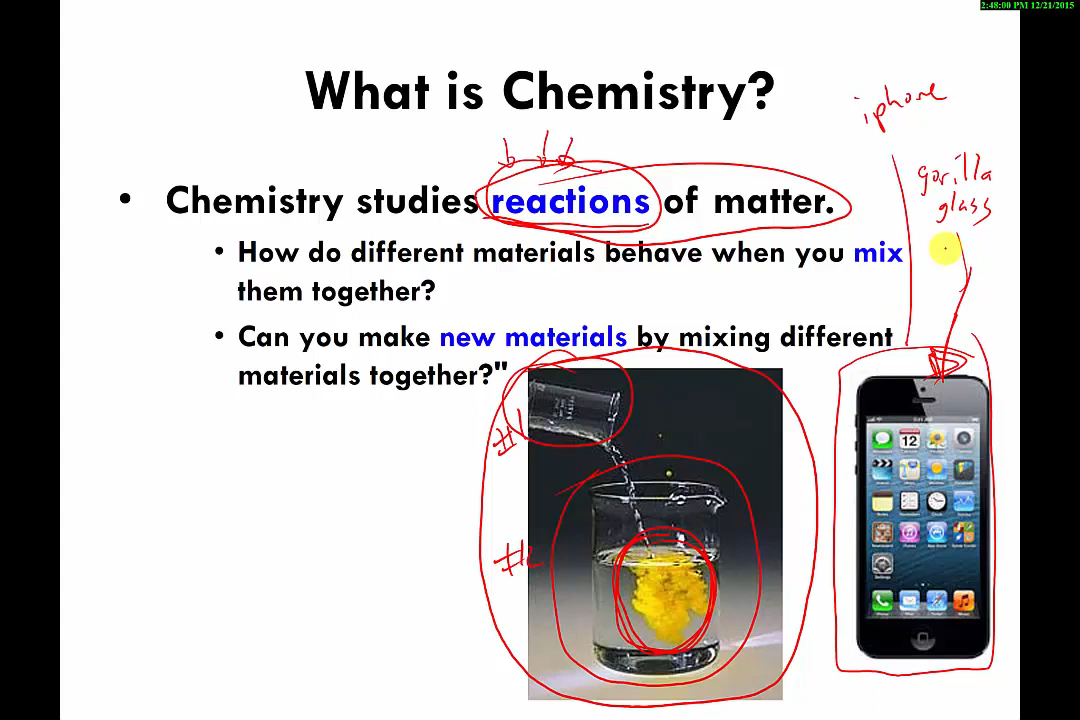 2:48:00 PM 12/21/2015
What is Chemistry?
iphone
gorilla
glass
• Chemistry studies reactions of matter.
• How do different materials behave when you mix
them together?
• Can you make new materials by mixing different
materials together?"
#1
#2
12